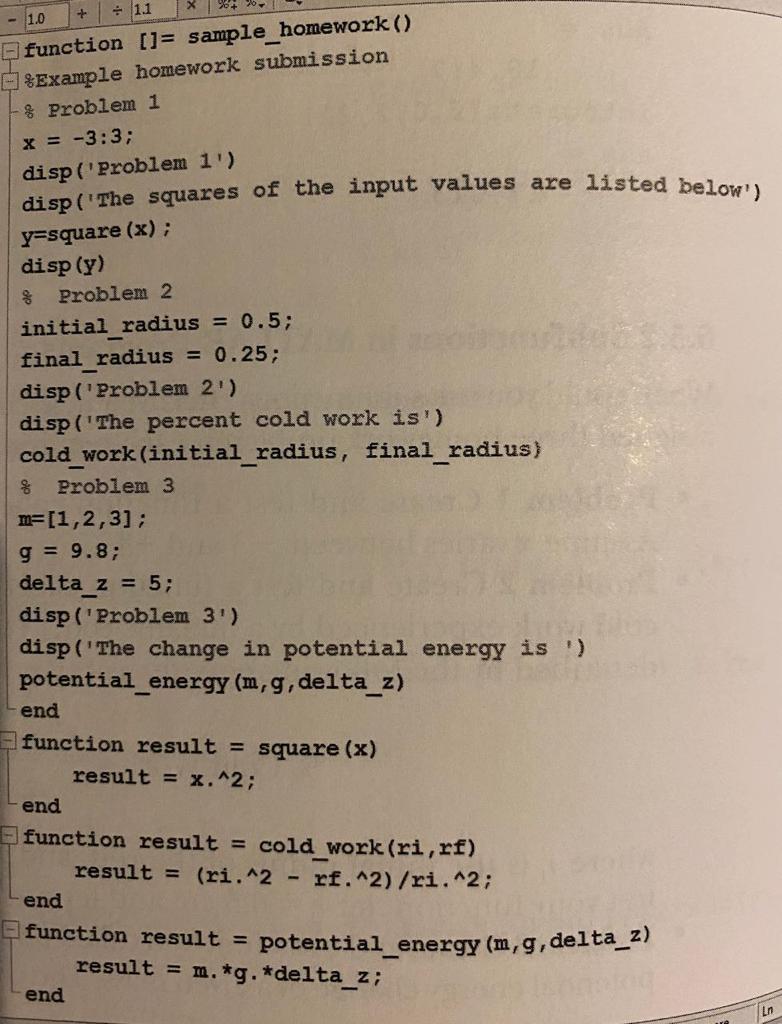 - 1.0 + ÷ 1.1 ×
function []= sample_homework()
%Example homework submission
% Problem 1
x = -3:3;
disp('Problem 1')
disp('The squares of the input values are listed below')
y=square(x);
disp(y)
% Problem 2
initial_radius = 0.5;
final_radius = 0.25;
disp('Problem 2')
disp('The percent cold work is')
cold_work(initial_radius, final_radius)
% Problem 3
m=[1,2,3];
g = 9.8;
delta_z = 5;
disp('Problem 3')
disp('The change in potential energy is ')
potential_energy(m,g,delta_z)
end
function result = square(x)
result = x.^2;
end
function result = cold_work(ri,rf)
result = (ri.^2 - rf.^2)/ri.^2;
end
function result = potential_energy(m,g,delta_z)
result = m.*g.*delta_z;
end
Ln